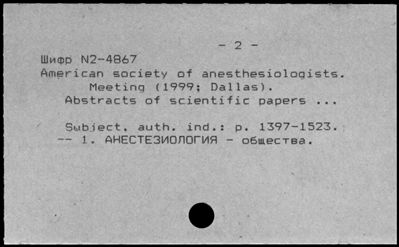 - 2 -
Шифр N2-4867
American society of anesthesiologists.
Meeting (1999; Dallas).
Abstracts of scientific papers ...
Subject. auth. ind.: p. 1397-1523.
-- 1. АНЕСТЕЗИОЛОГИЯ - общества.